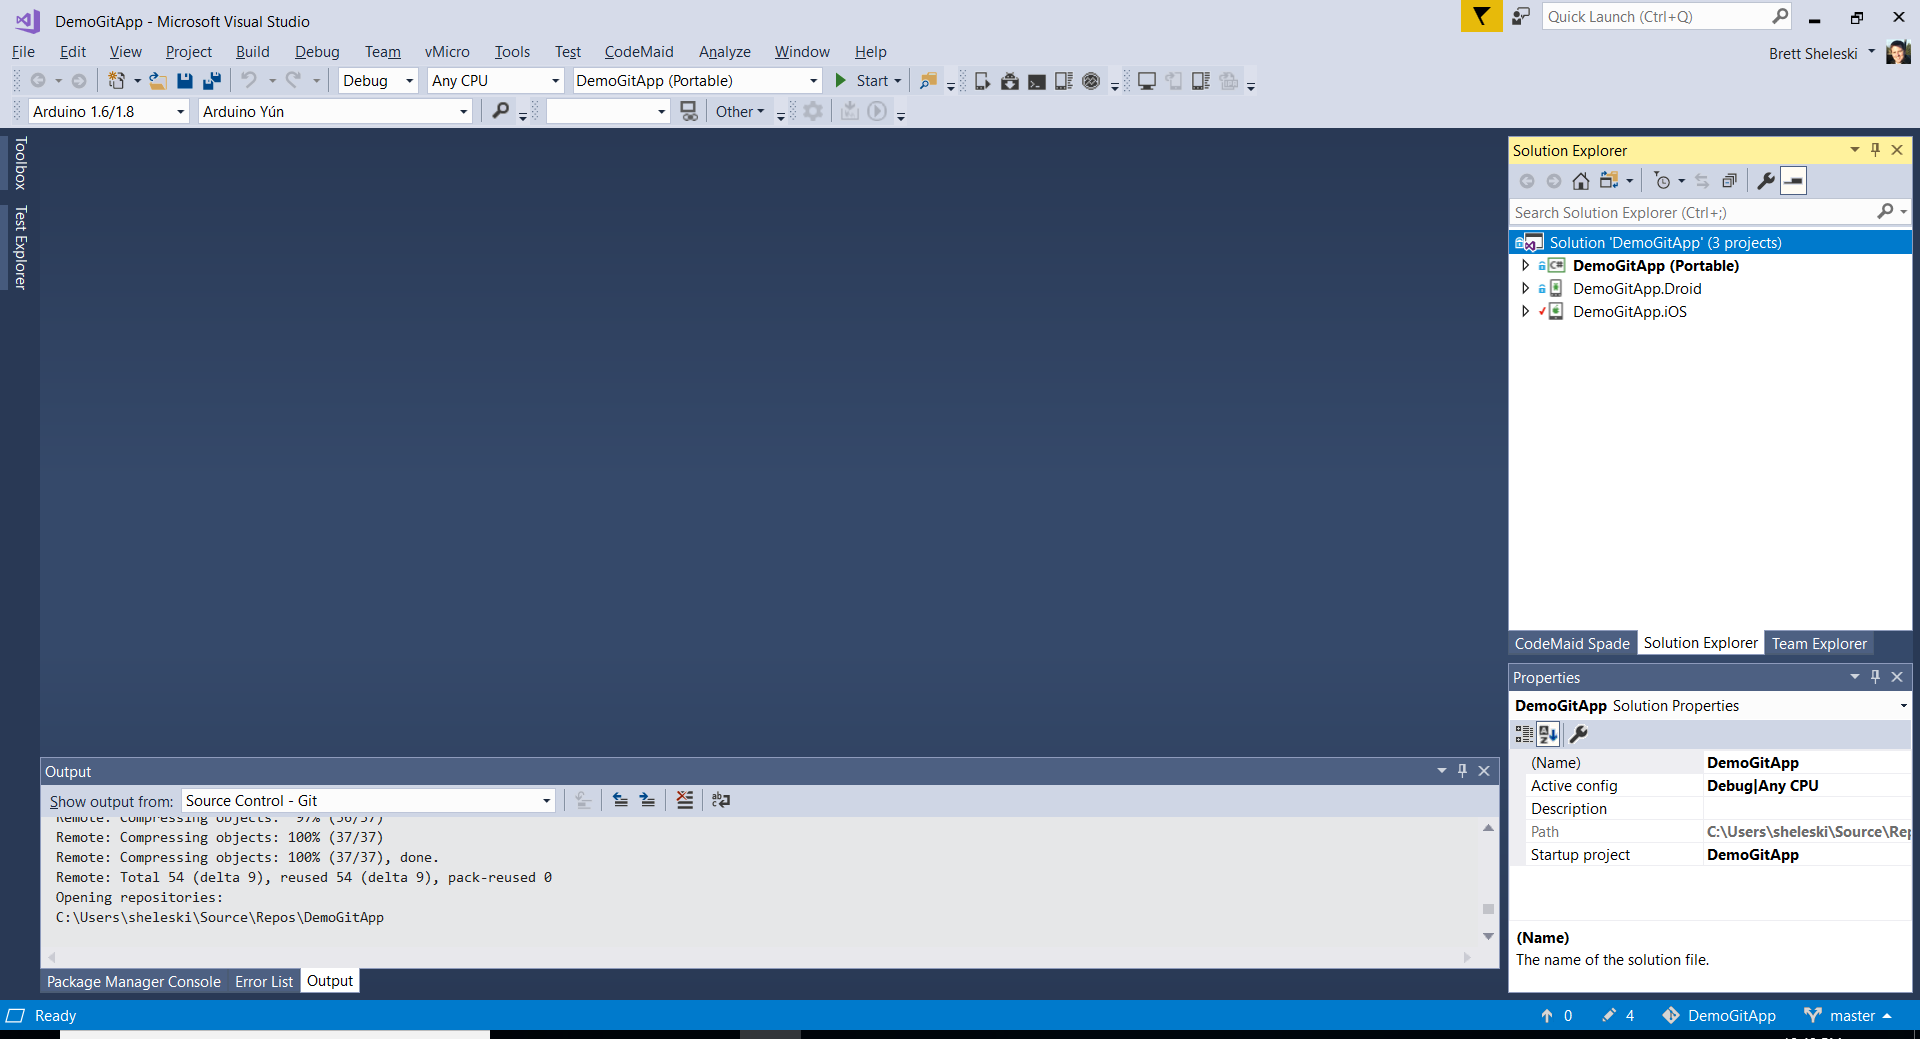 DemoGitApp - Microsoft Visual Studio
Quick Launch (Ctrl+Q)
File Edit View Project Build Debug Team vMicro Tools Test CodeMaid Analyze Window Help
Brett Sheleski
Debug Any CPU DemoGitApp (Portable) Start
Arduino 1.6/1.8 Arduino Yún Other
Toolbox
Test Explorer
Solution Explorer
Search Solution Explorer (Ctrl+;)
Solution 'DemoGitApp' (3 projects)
DemoGitApp (Portable)
DemoGitApp.Droid
DemoGitApp.iOS
CodeMaid Spade Solution Explorer Team Explorer
Properties
DemoGitApp Solution Properties
(Name) DemoGitApp
Active config Debug|Any CPU
Description
Path C:\Users\sheleski\Source\Rep
Startup project DemoGitApp
(Name)
The name of the solution file.
Output
Show output from: Source Control - Git
Remote: Compressing objects: 97% (36/37)
Remote: Compressing objects: 100% (37/37)
Remote: Compressing objects: 100% (37/37), done.
Remote: Total 54 (delta 9), reused 54 (delta 9), pack-reused 0
Opening repositories:
C:\Users\sheleski\Source\Repos\DemoGitApp
Package Manager Console Error List Output
Ready
0 4 DemoGitApp master